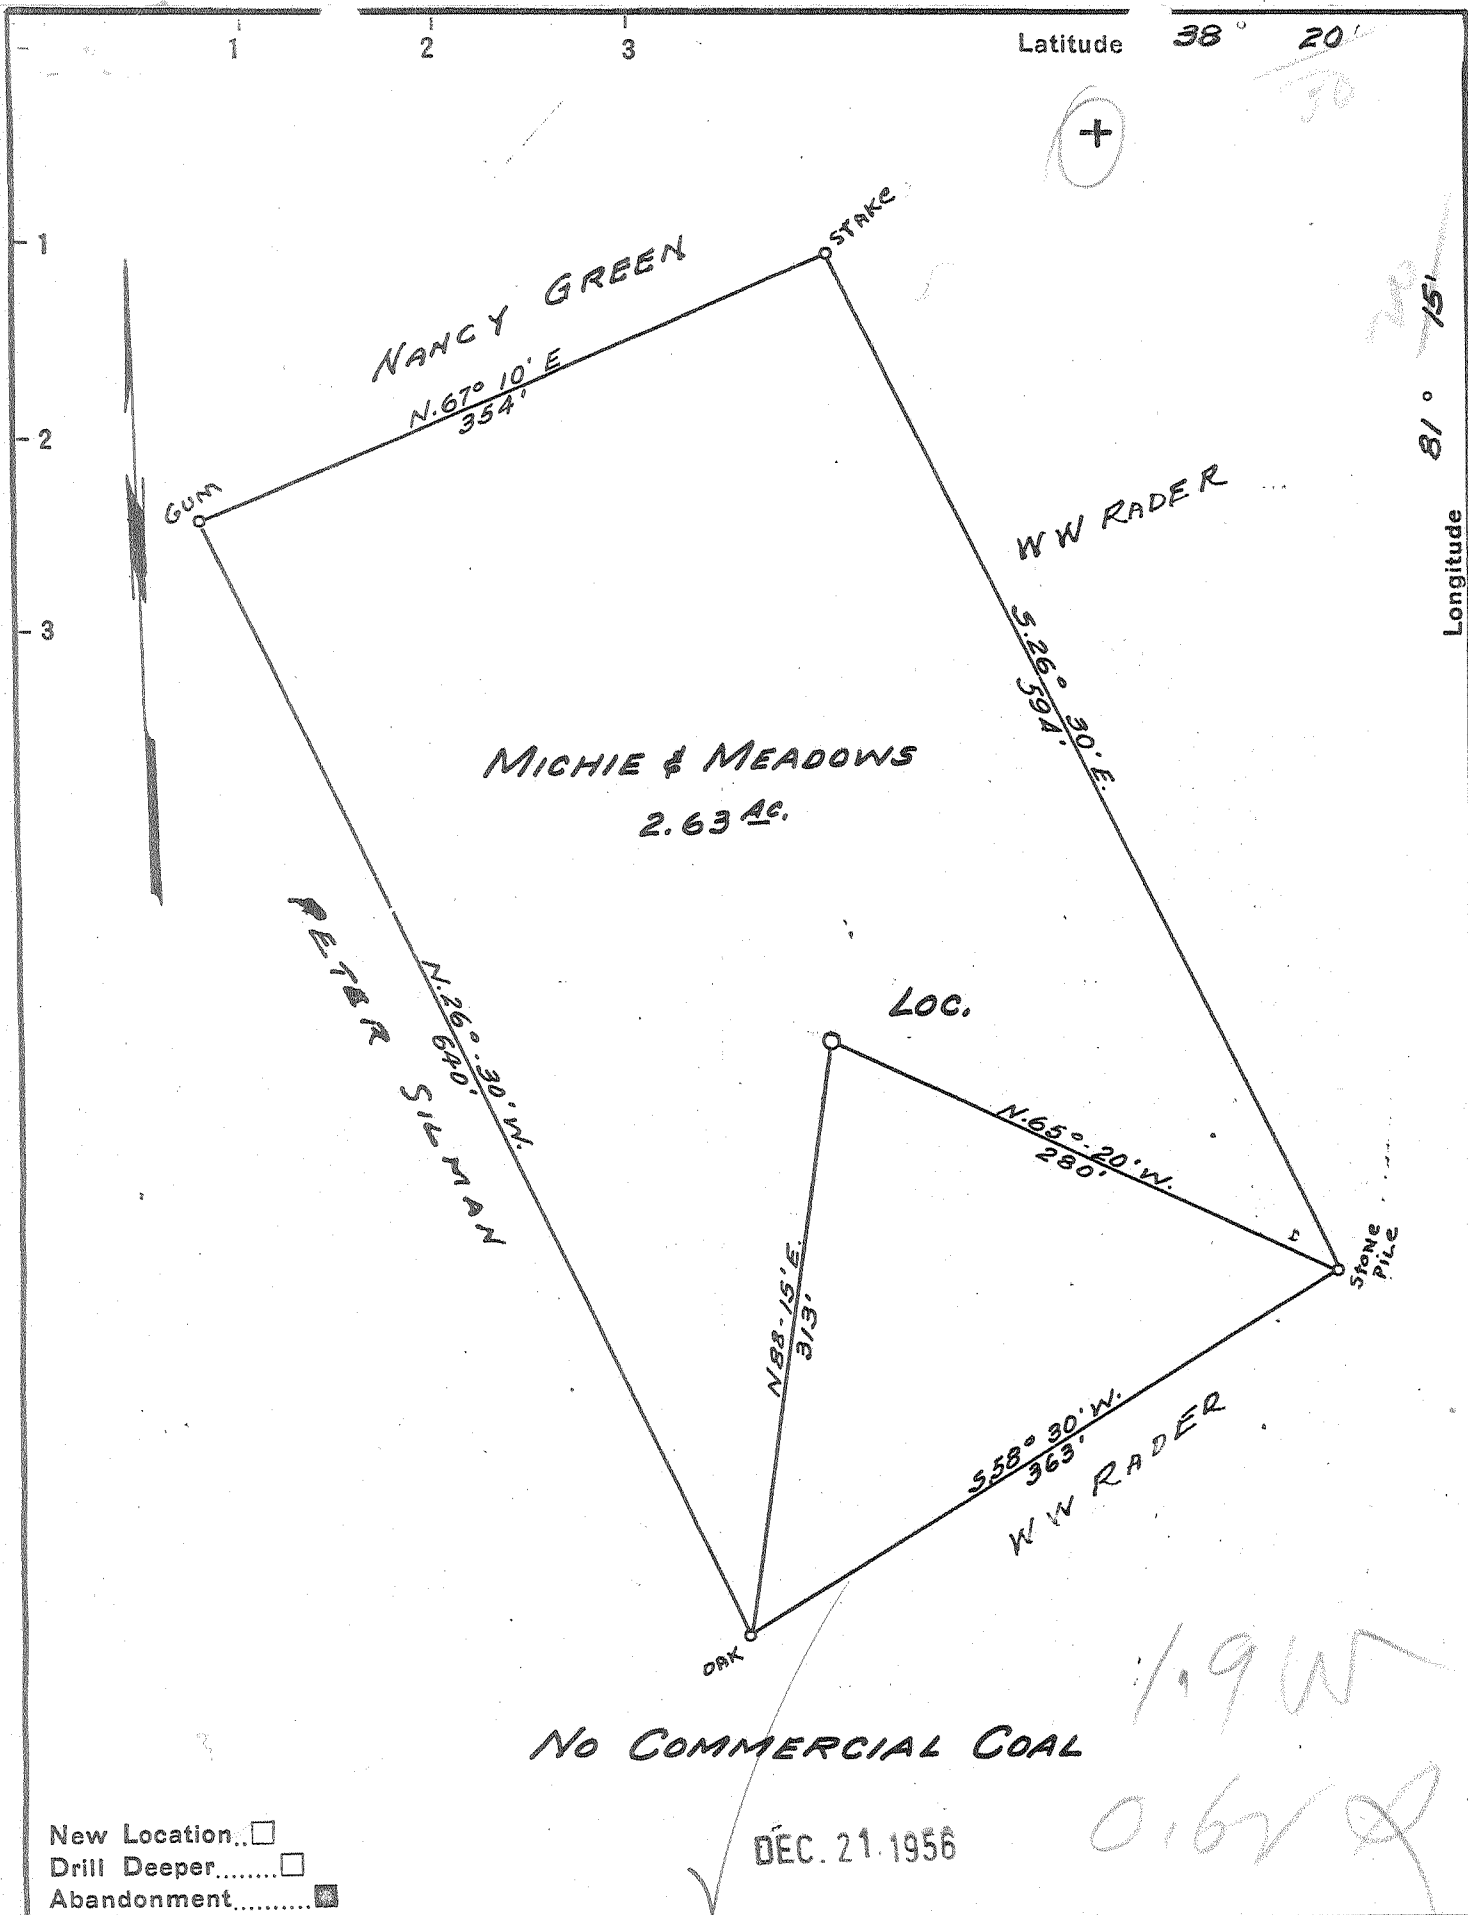 1 2 3 Latitude 38° 20'
+
1
2
3
STAKE
NANCY GREEN
N.67° 10' E
354'
GUM
81° 15'
Longitude
W W RADER
S.26° 30' E.
594'
MICHIE & MEADOWS
2.63 Ac.
PETER SILMAN
N.26°-30' W.
640'
LOC.
N.65°-20' W.
280'
STONE
PILE
N88-15' E.
313'
S58° 30' W.
363'
W W RADER
OAK
1.9 W
NO COMMERCIAL COAL
New Location..
Drill Deeper........
Abandonment..........
DEC. 21 1956